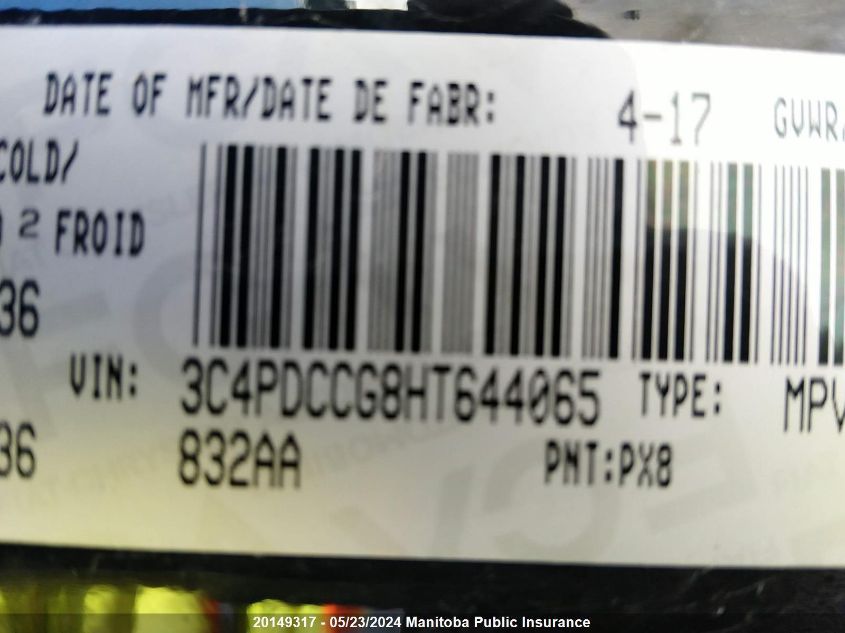 DATE OF MFR/DATE DE FABR: 4-17 GVWR/
COLD/
2 FROID
36
VIN: 3C4PDCCG8HT644065 TYPE: MPV
36 832AA PNT:PX8
20149317 - 05/23/2024 Manitoba Public Insurance